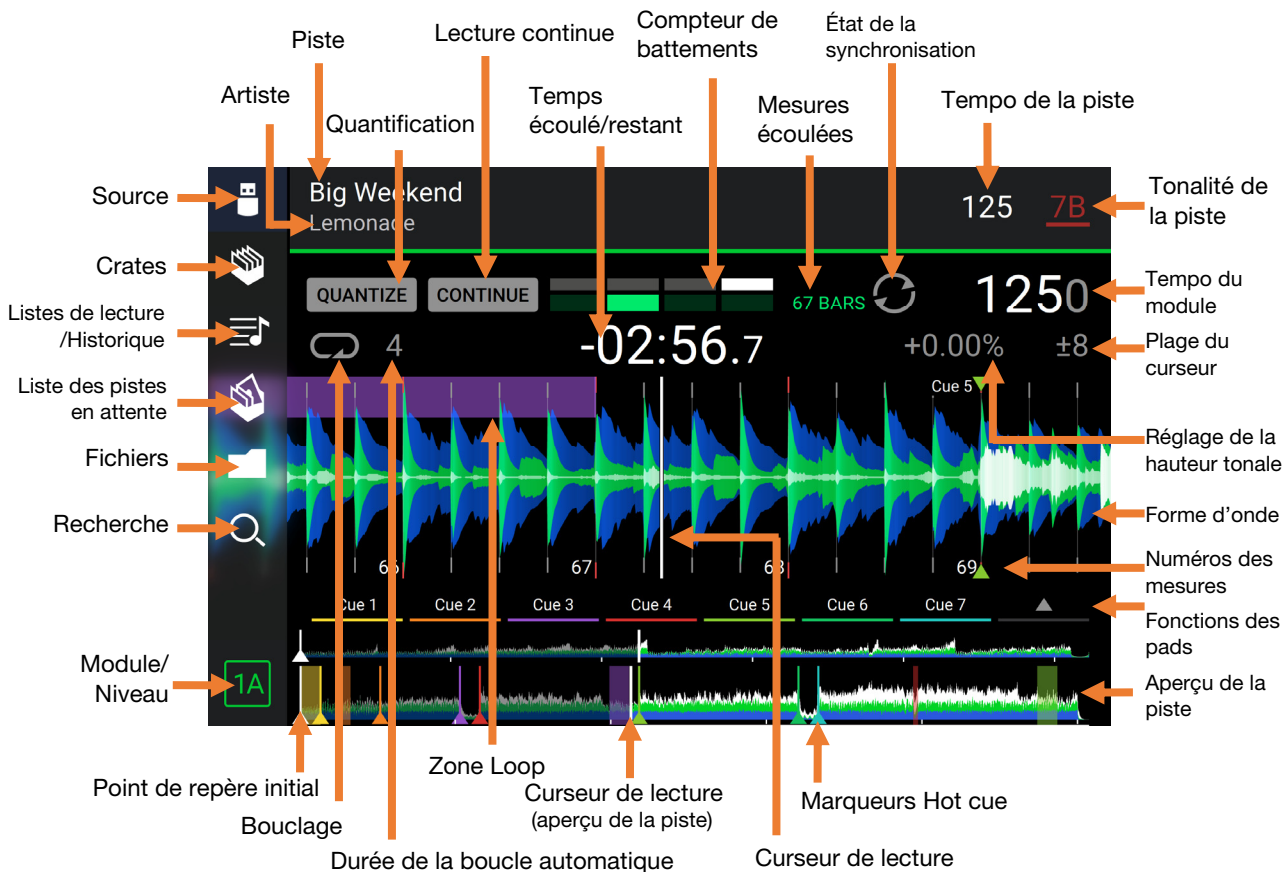 Piste
Lecture continue
Compteur de
battements
État de la
synchronisation
Artiste
Quantification
Temps
écoulé/restant
Mesures
écoulées
Tempo de la piste
Source
Big Weekend
Lemonade
125
7B
Tonalité de
la piste
Crates
QUANTIZE
CONTINUE
67 BARS
1250
Tempo du
module
Listes de lecture
/Historique
4
-02:56.7
+0.00%
±8
Plage du
curseur
Liste des pistes
en attente
Cue 5
Réglage de la
hauteur tonale
Fichiers
Forme d’onde
Recherche
66
67
68
69
Numéros des
mesures
Cue 1
Cue 2
Cue 3
Cue 4
Cue 5
Cue 6
Cue 7
Fonctions des
pads
Module/
Niveau
1A
Aperçu de la
piste
Point de repère initial
Zone Loop
Curseur de lecture
(aperçu de la piste)
Marqueurs Hot cue
Bouclage
Durée de la boucle automatique
Curseur de lecture